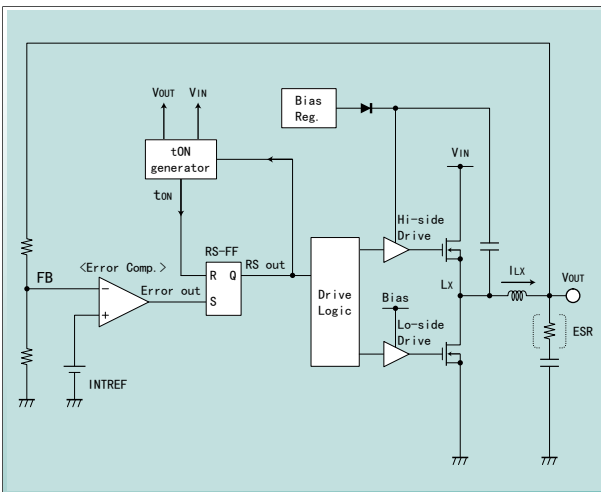 VOUT VIN
Bias
Reg.
tON
generator
VIN
tON
Hi-side
Drive
RS-FF
<Error Comp.>
RS out
FB
R Q
S
Error out
Drive
Logic
LX
ILX
VOUT
Bias
Lo-side
Drive
ESR
INTREF
−
+